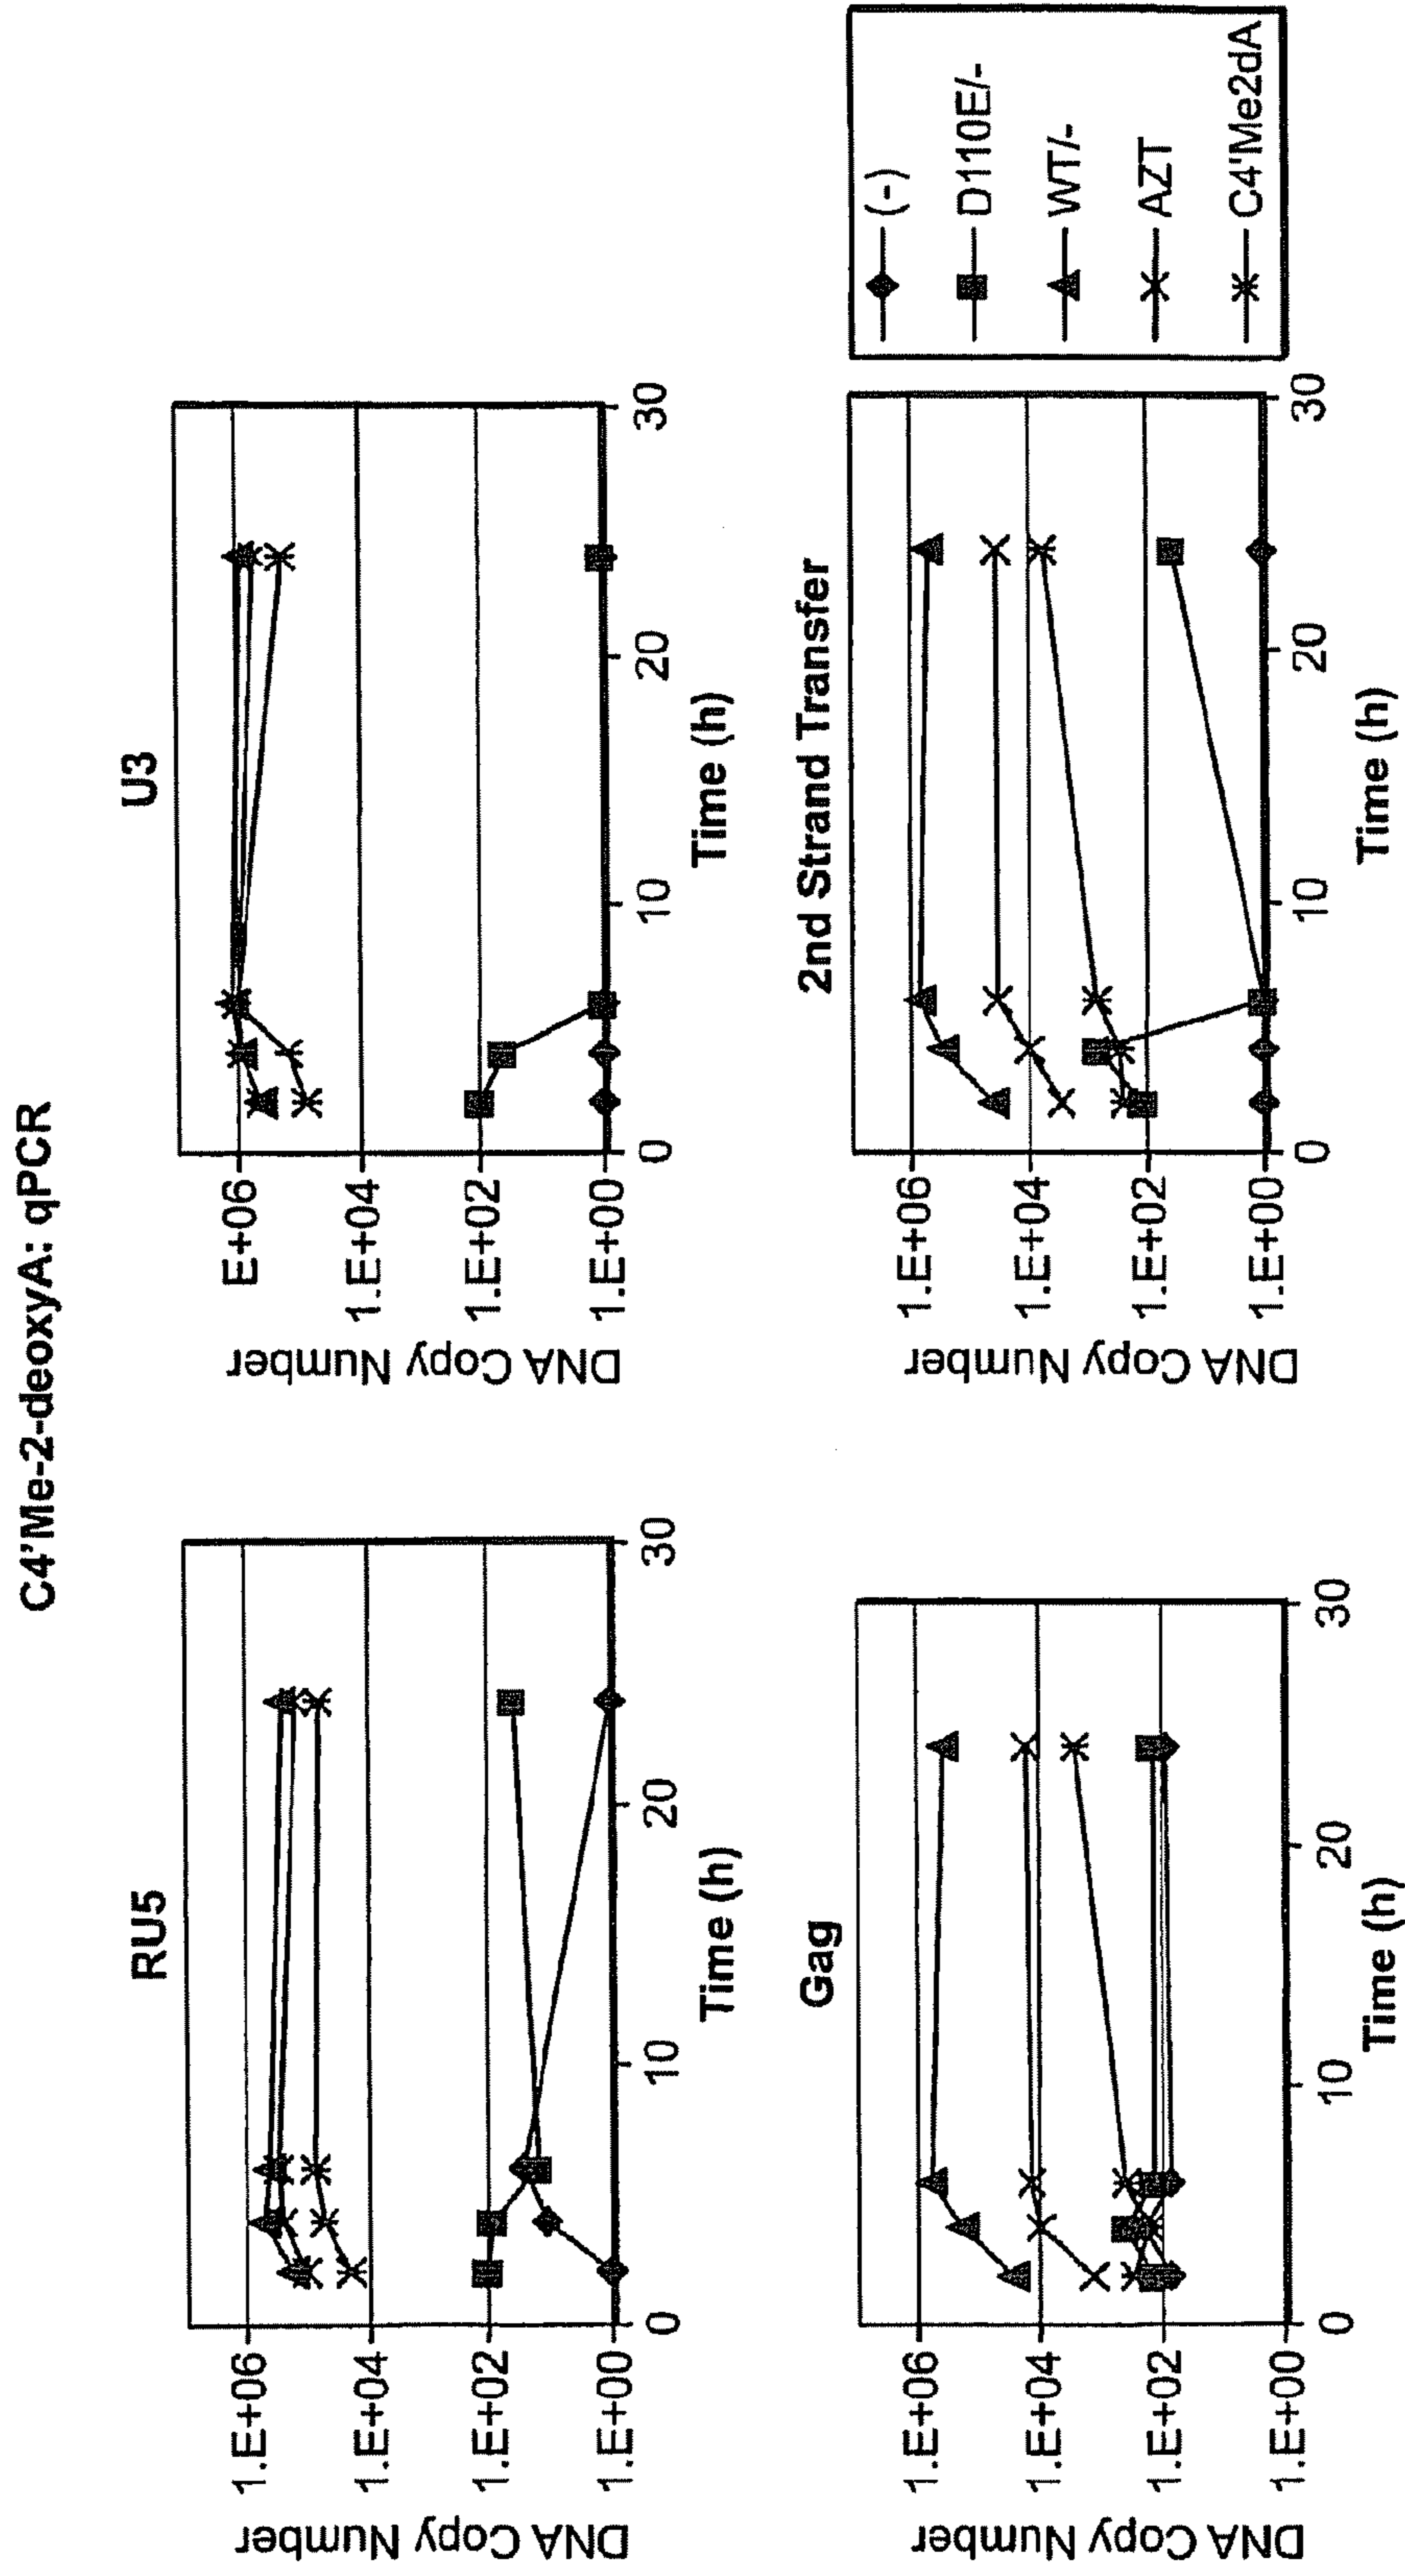 C4'Me-2-deoxyA: qPCR
RU5
DNA Copy Number
1.E+06
1.E+04
1.E+02
1.E+00
0 10 20 30
Time (h)
U3
DNA Copy Number
E+06
1.E+04
1.E+02
1.E+00
0 10 20 30
Time (h)
Gag
DNA Copy Number
1.E+06
1.E+04
1.E+02
1.E+00
0 10 20 30
Time (h)
2nd Strand Transfer
DNA Copy Number
1.E+06
1.E+04
1.E+02
1.E+00
0 10 20 30
Time (h)
(-)
D110E/-
WT/-
AZT
C4'Me2dA